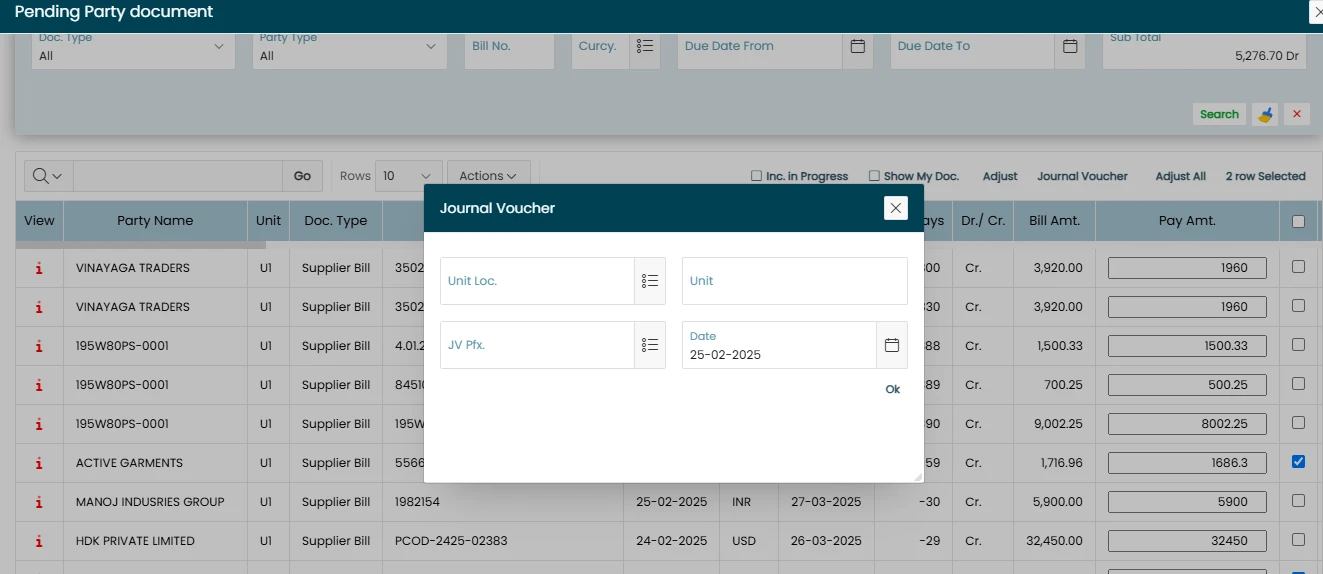 Pending Party document
Doc. Type
All
Party Type
All
Bill No.
Curcy.
Due Date From
Due Date To
Sub Total
5,276.70 Dr
Search
Go
Rows
10
Actions
Inc. in Progress
Show My Doc.
Adjust
Journal Voucher
Adjust All
2 row Selected
View Party Name Unit Doc. Type Dr./ Cr. Bill Amt. Pay Amt.
Journal Voucher
Unit Loc.
Unit
JV Pfx.
Date
25-02-2025
Ok
VINAYAGA TRADERS U1 Supplier Bill 3502 Cr. 3,920.00 1960
VINAYAGA TRADERS U1 Supplier Bill 3502 Cr. 3,920.00 1960
195W80PS-0001 U1 Supplier Bill 4.01.2 Cr. 1,500.33 1500.33
195W80PS-0001 U1 Supplier Bill 8451 Cr. 700.25 500.25
195W80PS-0001 U1 Supplier Bill 195W Cr. 9,002.25 8002.25
ACTIVE GARMENTS U1 Supplier Bill 5566 Cr. 1,716.96 1686.3
MANOJ INDUSRIES GROUP U1 Supplier Bill 1982154 25-02-2025 INR 27-03-2025 -30 Cr. 5,900.00 5900
HDK PRIVATE LIMITED U1 Supplier Bill PCOD-2425-02383 24-02-2025 USD 26-03-2025 -29 Cr. 32,450.00 32450